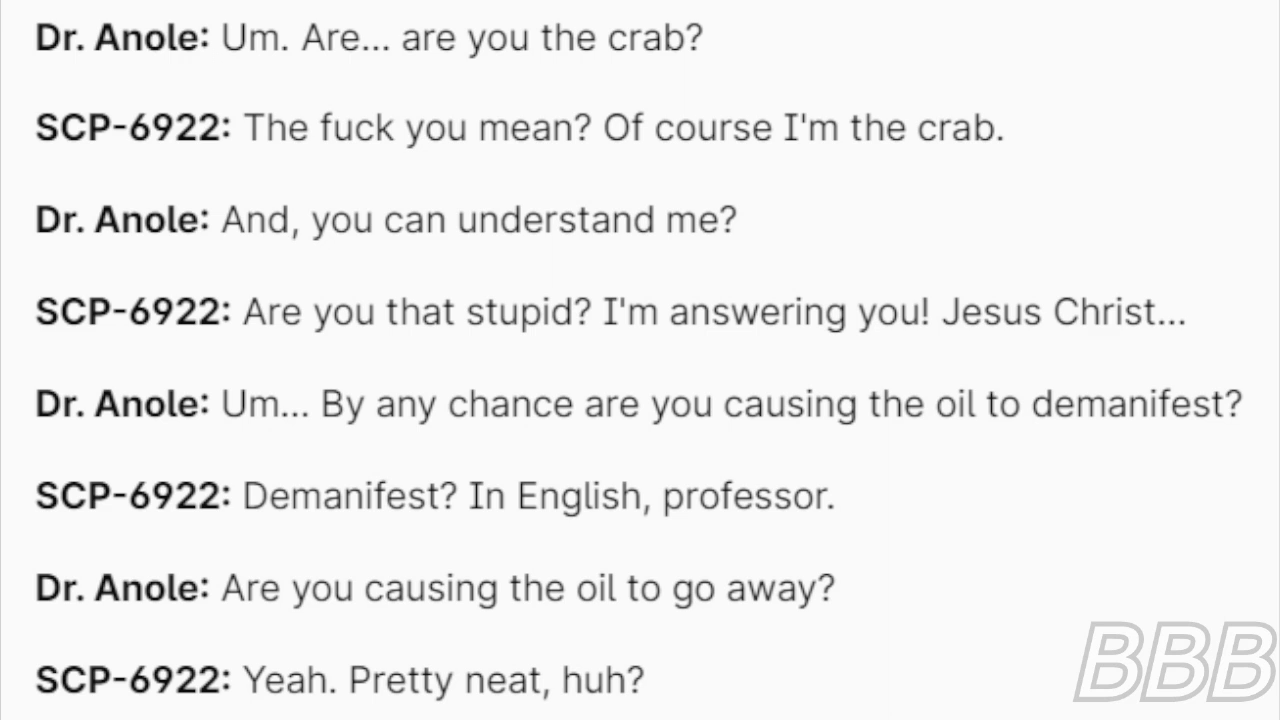 Dr. Anole: Um. Are... are you the crab?
SCP-6922: The fuck you mean? Of course I'm the crab.
Dr. Anole: And, you can understand me?
SCP-6922: Are you that stupid? I'm answering you! Jesus Christ...
Dr. Anole: Um... By any chance are you causing the oil to demanifest?
SCP-6922: Demanifest? In English, professor.
Dr. Anole: Are you causing the oil to go away?
SCP-6922: Yeah. Pretty neat, huh?
BBB